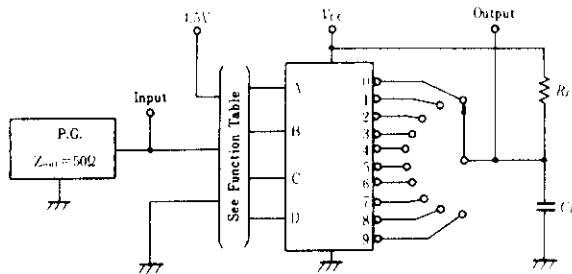 4.5V
VCC
Output
Input
P.G.
Zout=50Ω
See Function Table
A
B
C
D
0
1
2
3
4
5
6
7
8
9
RL
CL